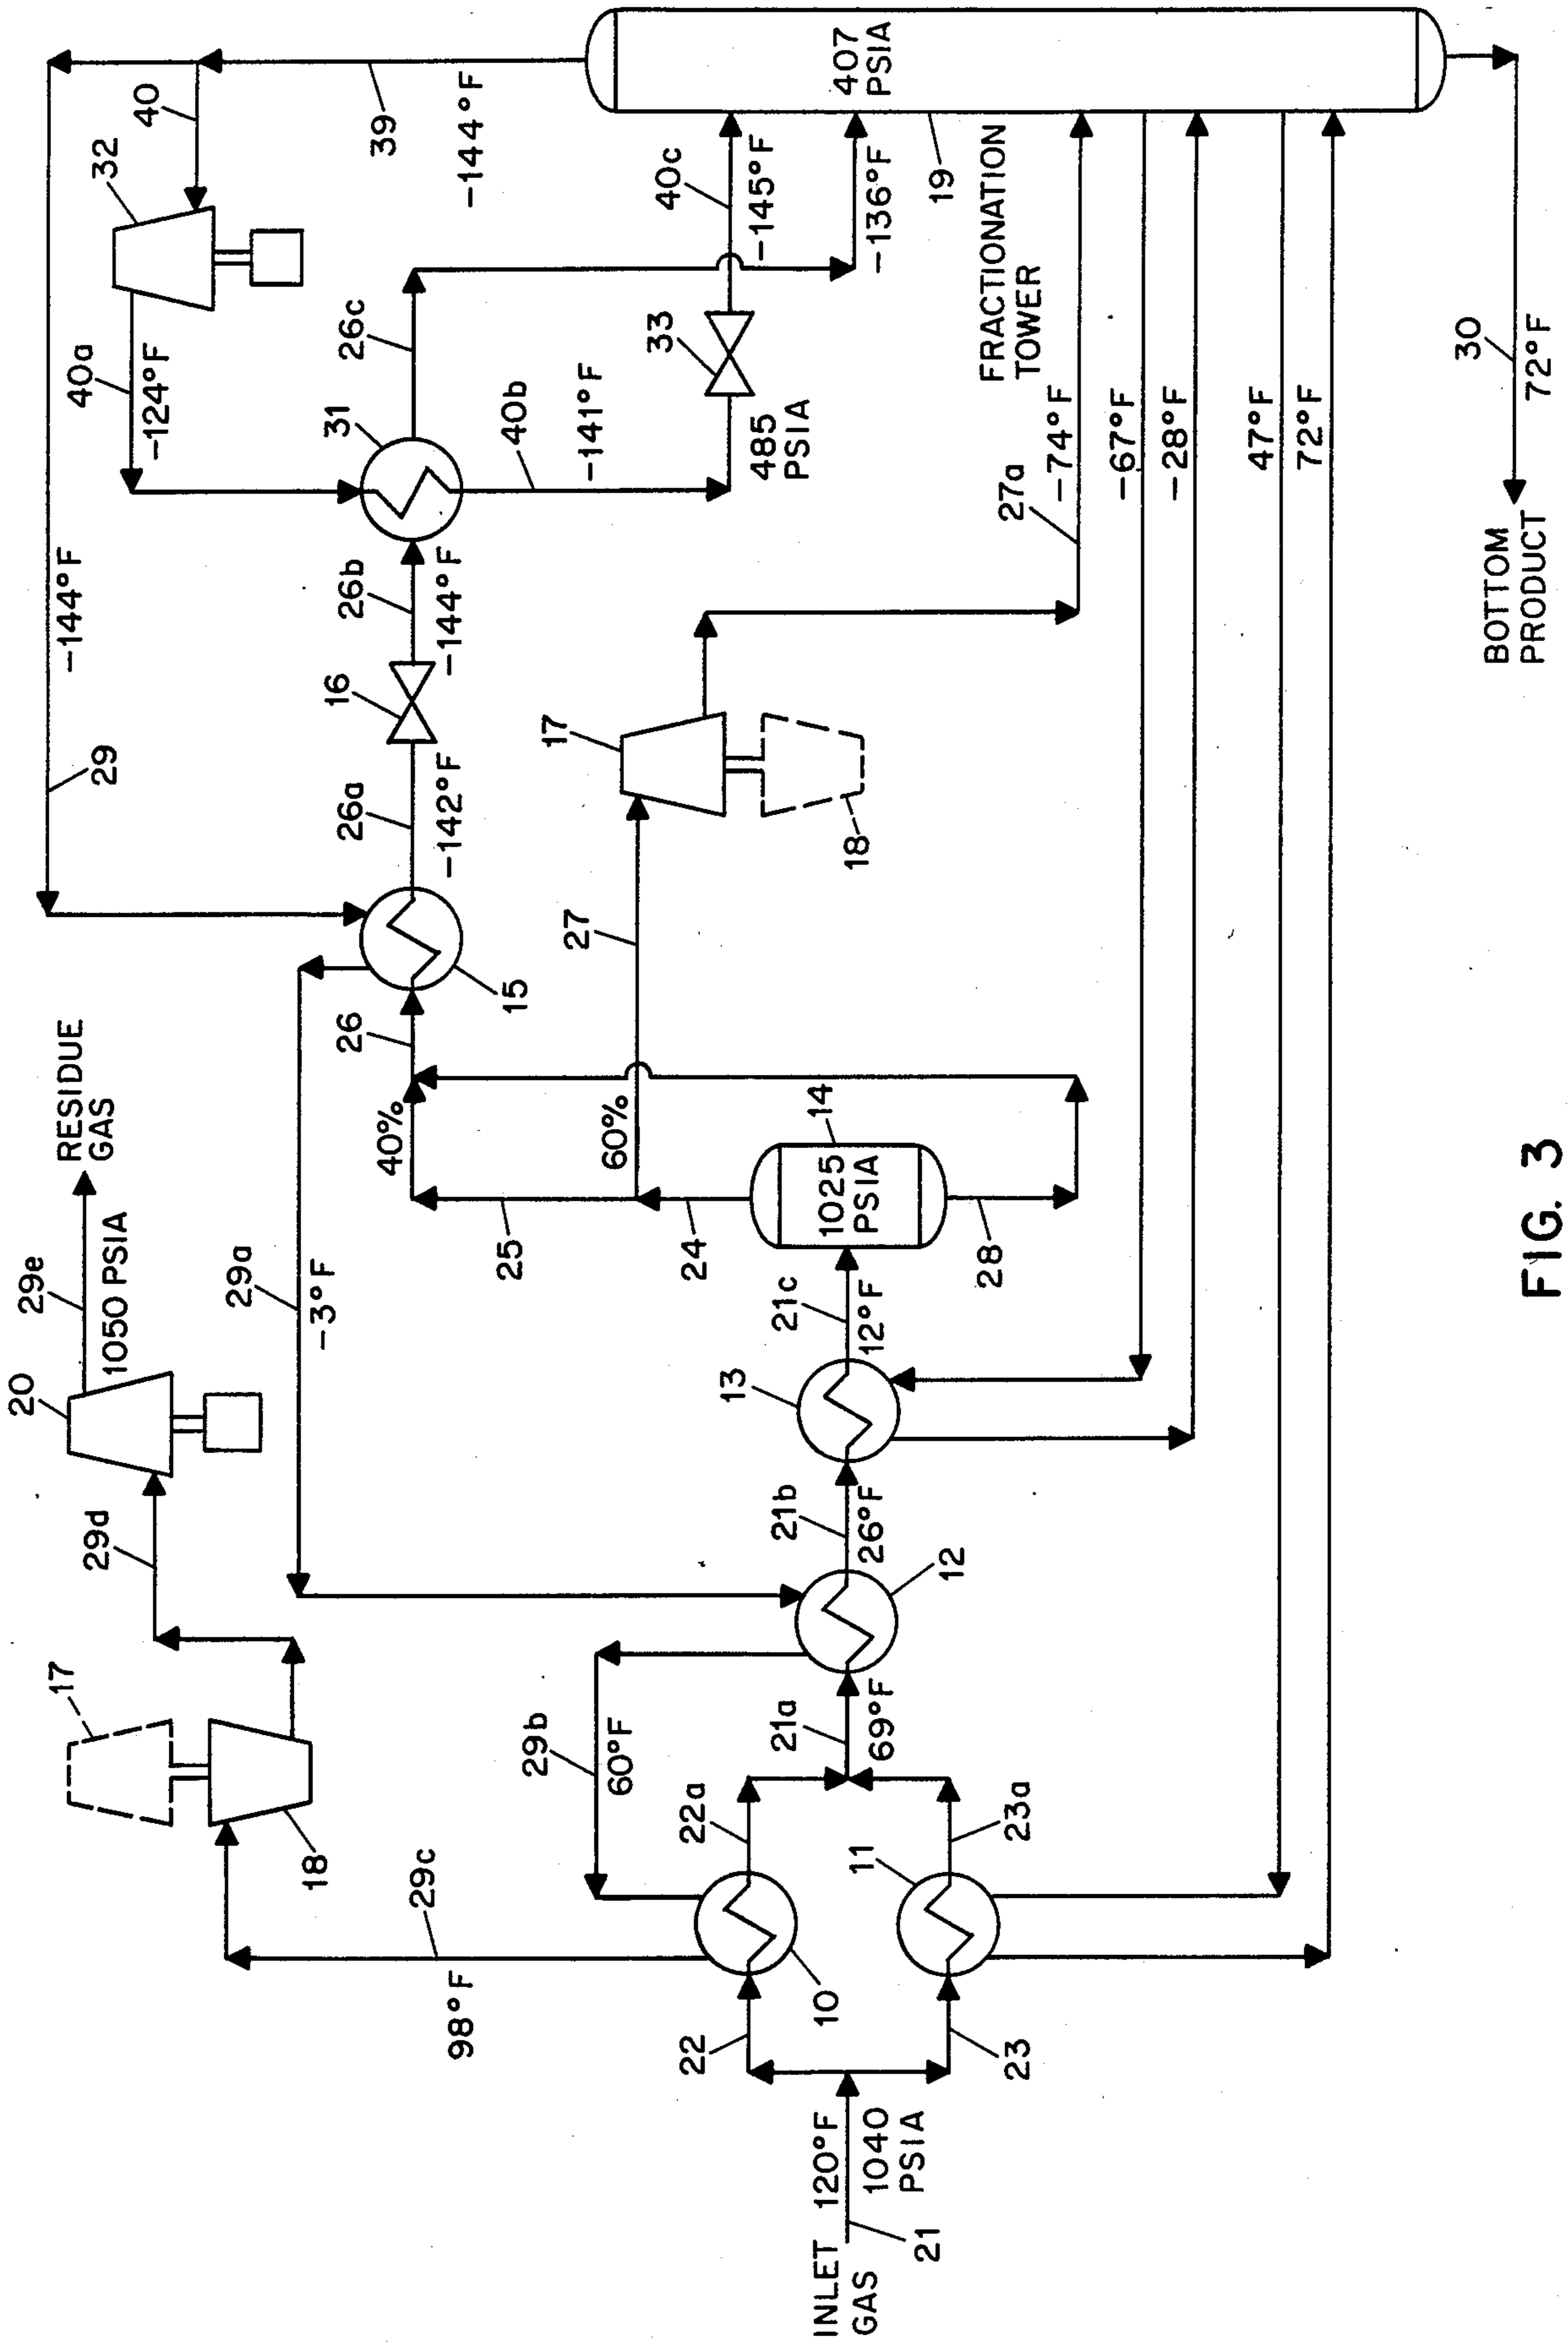 RESIDUE
GAS
29e
1050 PSIA
20
29d
17
18
29c
98°F
29a
-3°F
29
-144°F
39
-144°F
40
32
40a
-124°F
31
26
15
26a
-142°F
16
26b
-144°F
26c
40b
-141°F
485
PSIA
33
40c
-145°F
-136°F
407
PSIA
19
FRACTIONATION
TOWER
40%
60%
25
24
27
17
18
27a
-74°F
-67°F
-28°F
47°F
72°F
14
1025
PSIA
28
21c
12°F
13
21b
26°F
12
29b
60°F
21a
69°F
22a
23a
10
11
22
23
INLET
GAS
120°F
1040
PSIA
21
30
72°F
BOTTOM
PRODUCT
FIG. 3